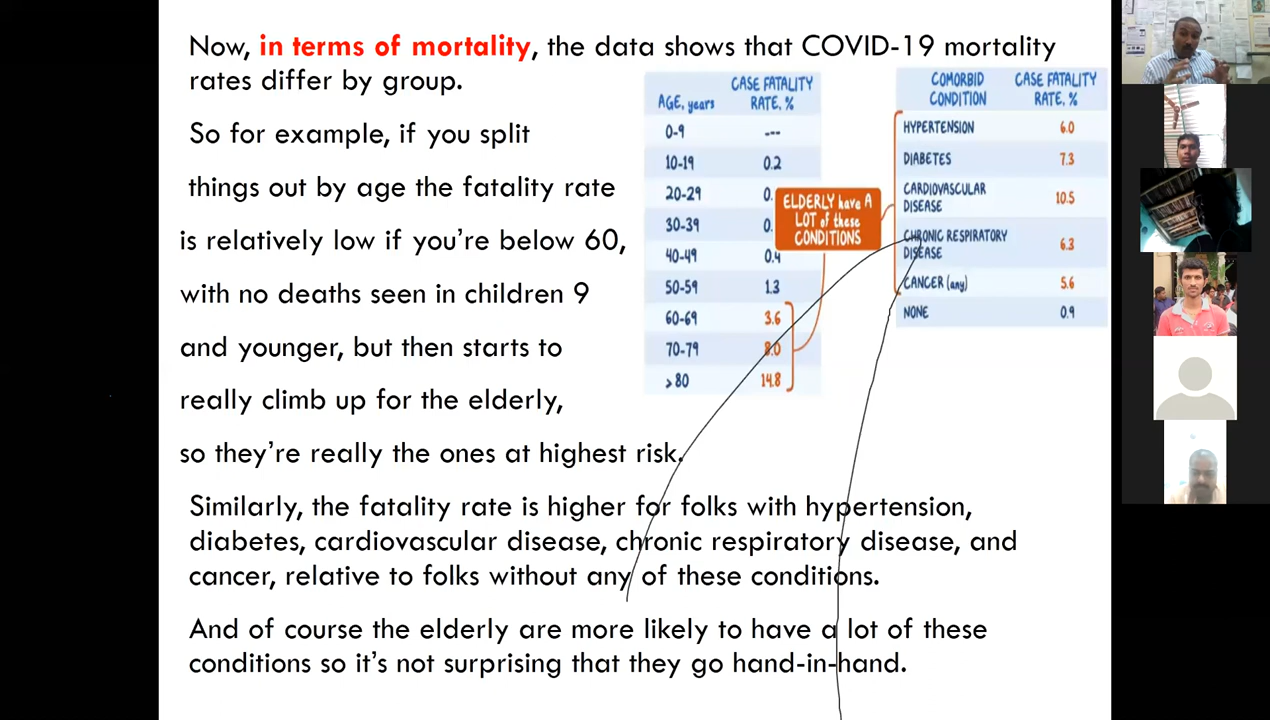 Now, in terms of mortality, the data shows that COVID-19 mortality
rates differ by group.
So for example, if you split
things out by age the fatality rate
is relatively low if you're below 60,
with no deaths seen in children 9
and younger, but then starts to
really climb up for the elderly,
so they're really the ones at highest risk.
AGE, years CASE FATALITY RATE, %
0-9 ---
10-19 0.2
20-29 0.
30-39 0.
40-49 0.4
50-59 1.3
60-69 3.6
70-79 8.0
>80 14.8
ELDERLY have A
LOT of these
CONDITIONS
COMORBID CONDITION CASE FATALITY RATE, %
HYPERTENSION 6.0
DIABETES 7.3
CARDIOVASCULAR
DISEASE 10.5
CHRONIC RESPIRATORY
DISEASE 6.3
CANCER (any) 5.6
NONE 0.9
Similarly, the fatality rate is higher for folks with hypertension,
diabetes, cardiovascular disease, chronic respiratory disease, and
cancer, relative to folks without any of these conditions.
And of course the elderly are more likely to have a lot of these
conditions so it's not surprising that they go hand-in-hand.